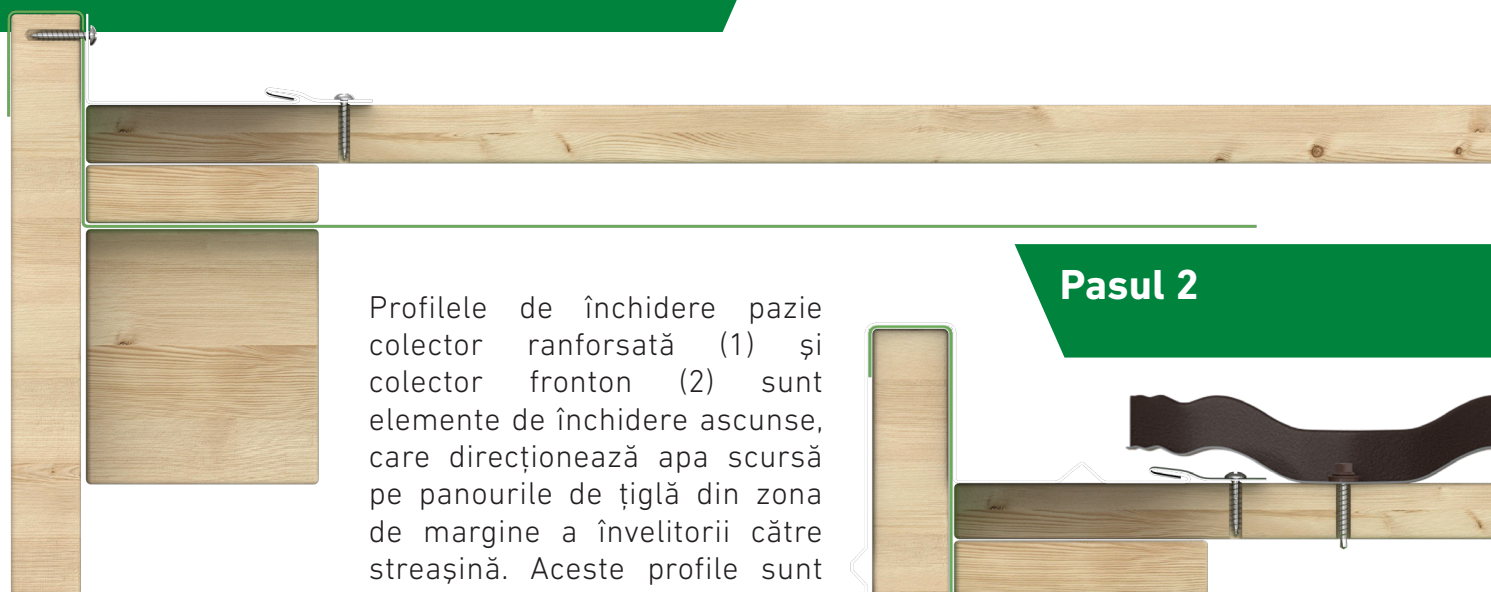 Profilele de închidere pazie
colector ranforsată (1) și
colector fronton (2) sunt
elemente de închidere ascunse,
care direcționează apa scursă
pe panourile de țiglă din zona
de margine a învelitorii către
streașină. Aceste profile sunt
Pasul 2